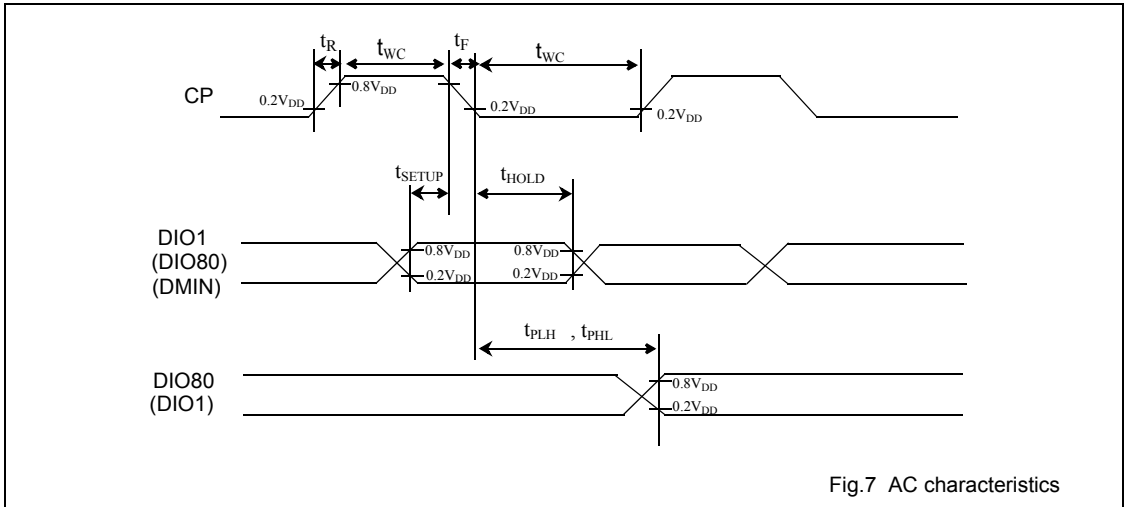 tR tWC tF tWC
CP
0.2VDD 0.8VDD 0.2VDD 0.2VDD
tSETUP tHOLD
DIO1
(DIO80)
(DMIN)
0.8VDD 0.8VDD
0.2VDD 0.2VDD
tPLH , tPHL
DIO80
(DIO1)
0.8VDD
0.2VDD
Fig.7 AC characteristics